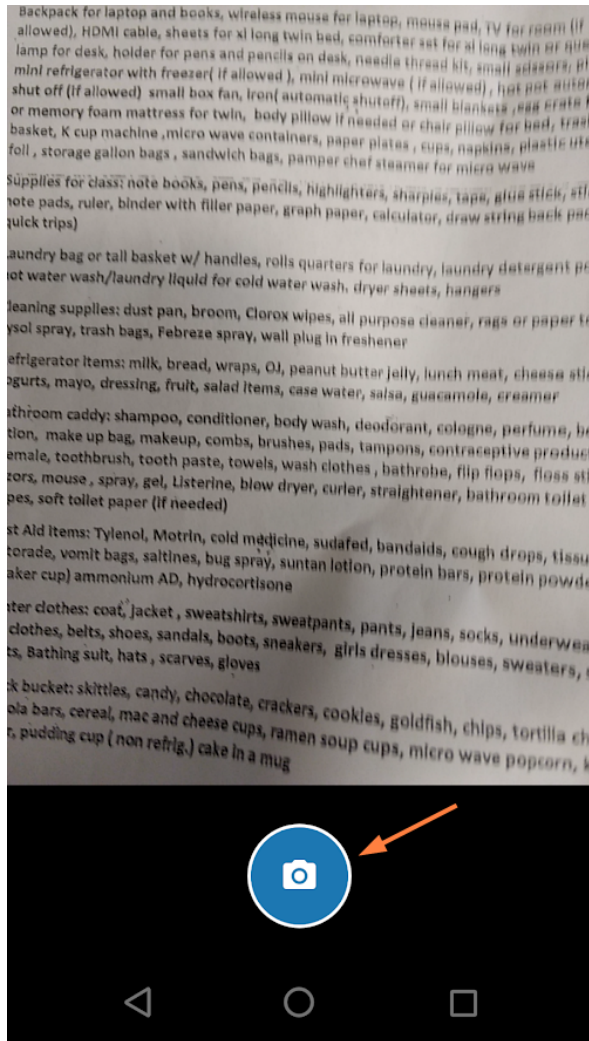 Backpack for laptop and books, wireless mouse for laptop, mouse pad, TV for room (if
allowed), HDMI cable, sheets for xl long twin bed, comforter set for xl long twin or
lamp for desk, holder for pens and pencils on desk, needle thread kit, small scissors,
mini refrigerator with freezer( if allowed ), mini microwave ( if allowed) , hot pot
shut off (if allowed) small box fan, iron( automatic shutoff), small blankets ,egg crate
or memory foam mattress for twin, body pillow if needed or chair pillow for bed,
basket, K cup machine ,micro wave containers, paper plates , cups, napkins, plastic
foil , storage gallon bags , sandwich bags, pamper chef steamer for micro wave
Supplies for class: note books, pens, pencils, highlighters, sharpies, tape, glue stick,
note pads, ruler, binder with filler paper, graph paper, calculator, draw string back
quick trips)
Laundry bag or tall basket w/ handles, rolls quarters for laundry, laundry detergent
hot water wash/laundry liquid for cold water wash. dryer sheets, hangers
leaning supplies: dust pan, broom, Clorox wipes, all purpose cleaner, rags or paper
ysol spray, trash bags, Febreze spray, wall plug in freshener
efrigerator items: milk, bread, wraps, OJ, peanut butter jelly, lunch meat, cheese
ogurts, mayo, dressing, fruit, salad items, case water, salsa, guacamole, creamer
athroom caddy: shampoo, conditioner, body wash, deodorant, cologne, perfume,
tion, make up bag, makeup, combs, brushes, pads, tampons, contraceptive produc
emale, toothbrush, tooth paste, towels, wash clothes , bathrobe, flip flops, floss
zors, mouse , spray, gel, Listerine, blow dryer, curler, straightener, bathroom toilet
pes, soft toilet paper (if needed)
st Aid items: Tylenol, Motrin, cold medicine, sudafed, bandaids, cough drops, tissu
torade, vomit bags, saltines, bug spray, suntan lotion, protein bars, protein powde
aker cup) ammonium AD, hydrocortisone
ter clothes: coat, jacket , sweatshirts, sweatpants, pants, jeans, socks, underwea
clothes, belts, shoes, sandals, boots, sneakers, girls dresses, blouses, sweaters,
ts, Bathing suit, hats , scarves, gloves
ck bucket: skittles, candy, chocolate, crackers, cookies, goldfish, chips, tortilla
ola bars, cereal, mac and cheese cups, ramen soup cups, micro wave popcorn,
r, pudding cup ( non refrig.) cake in a mug